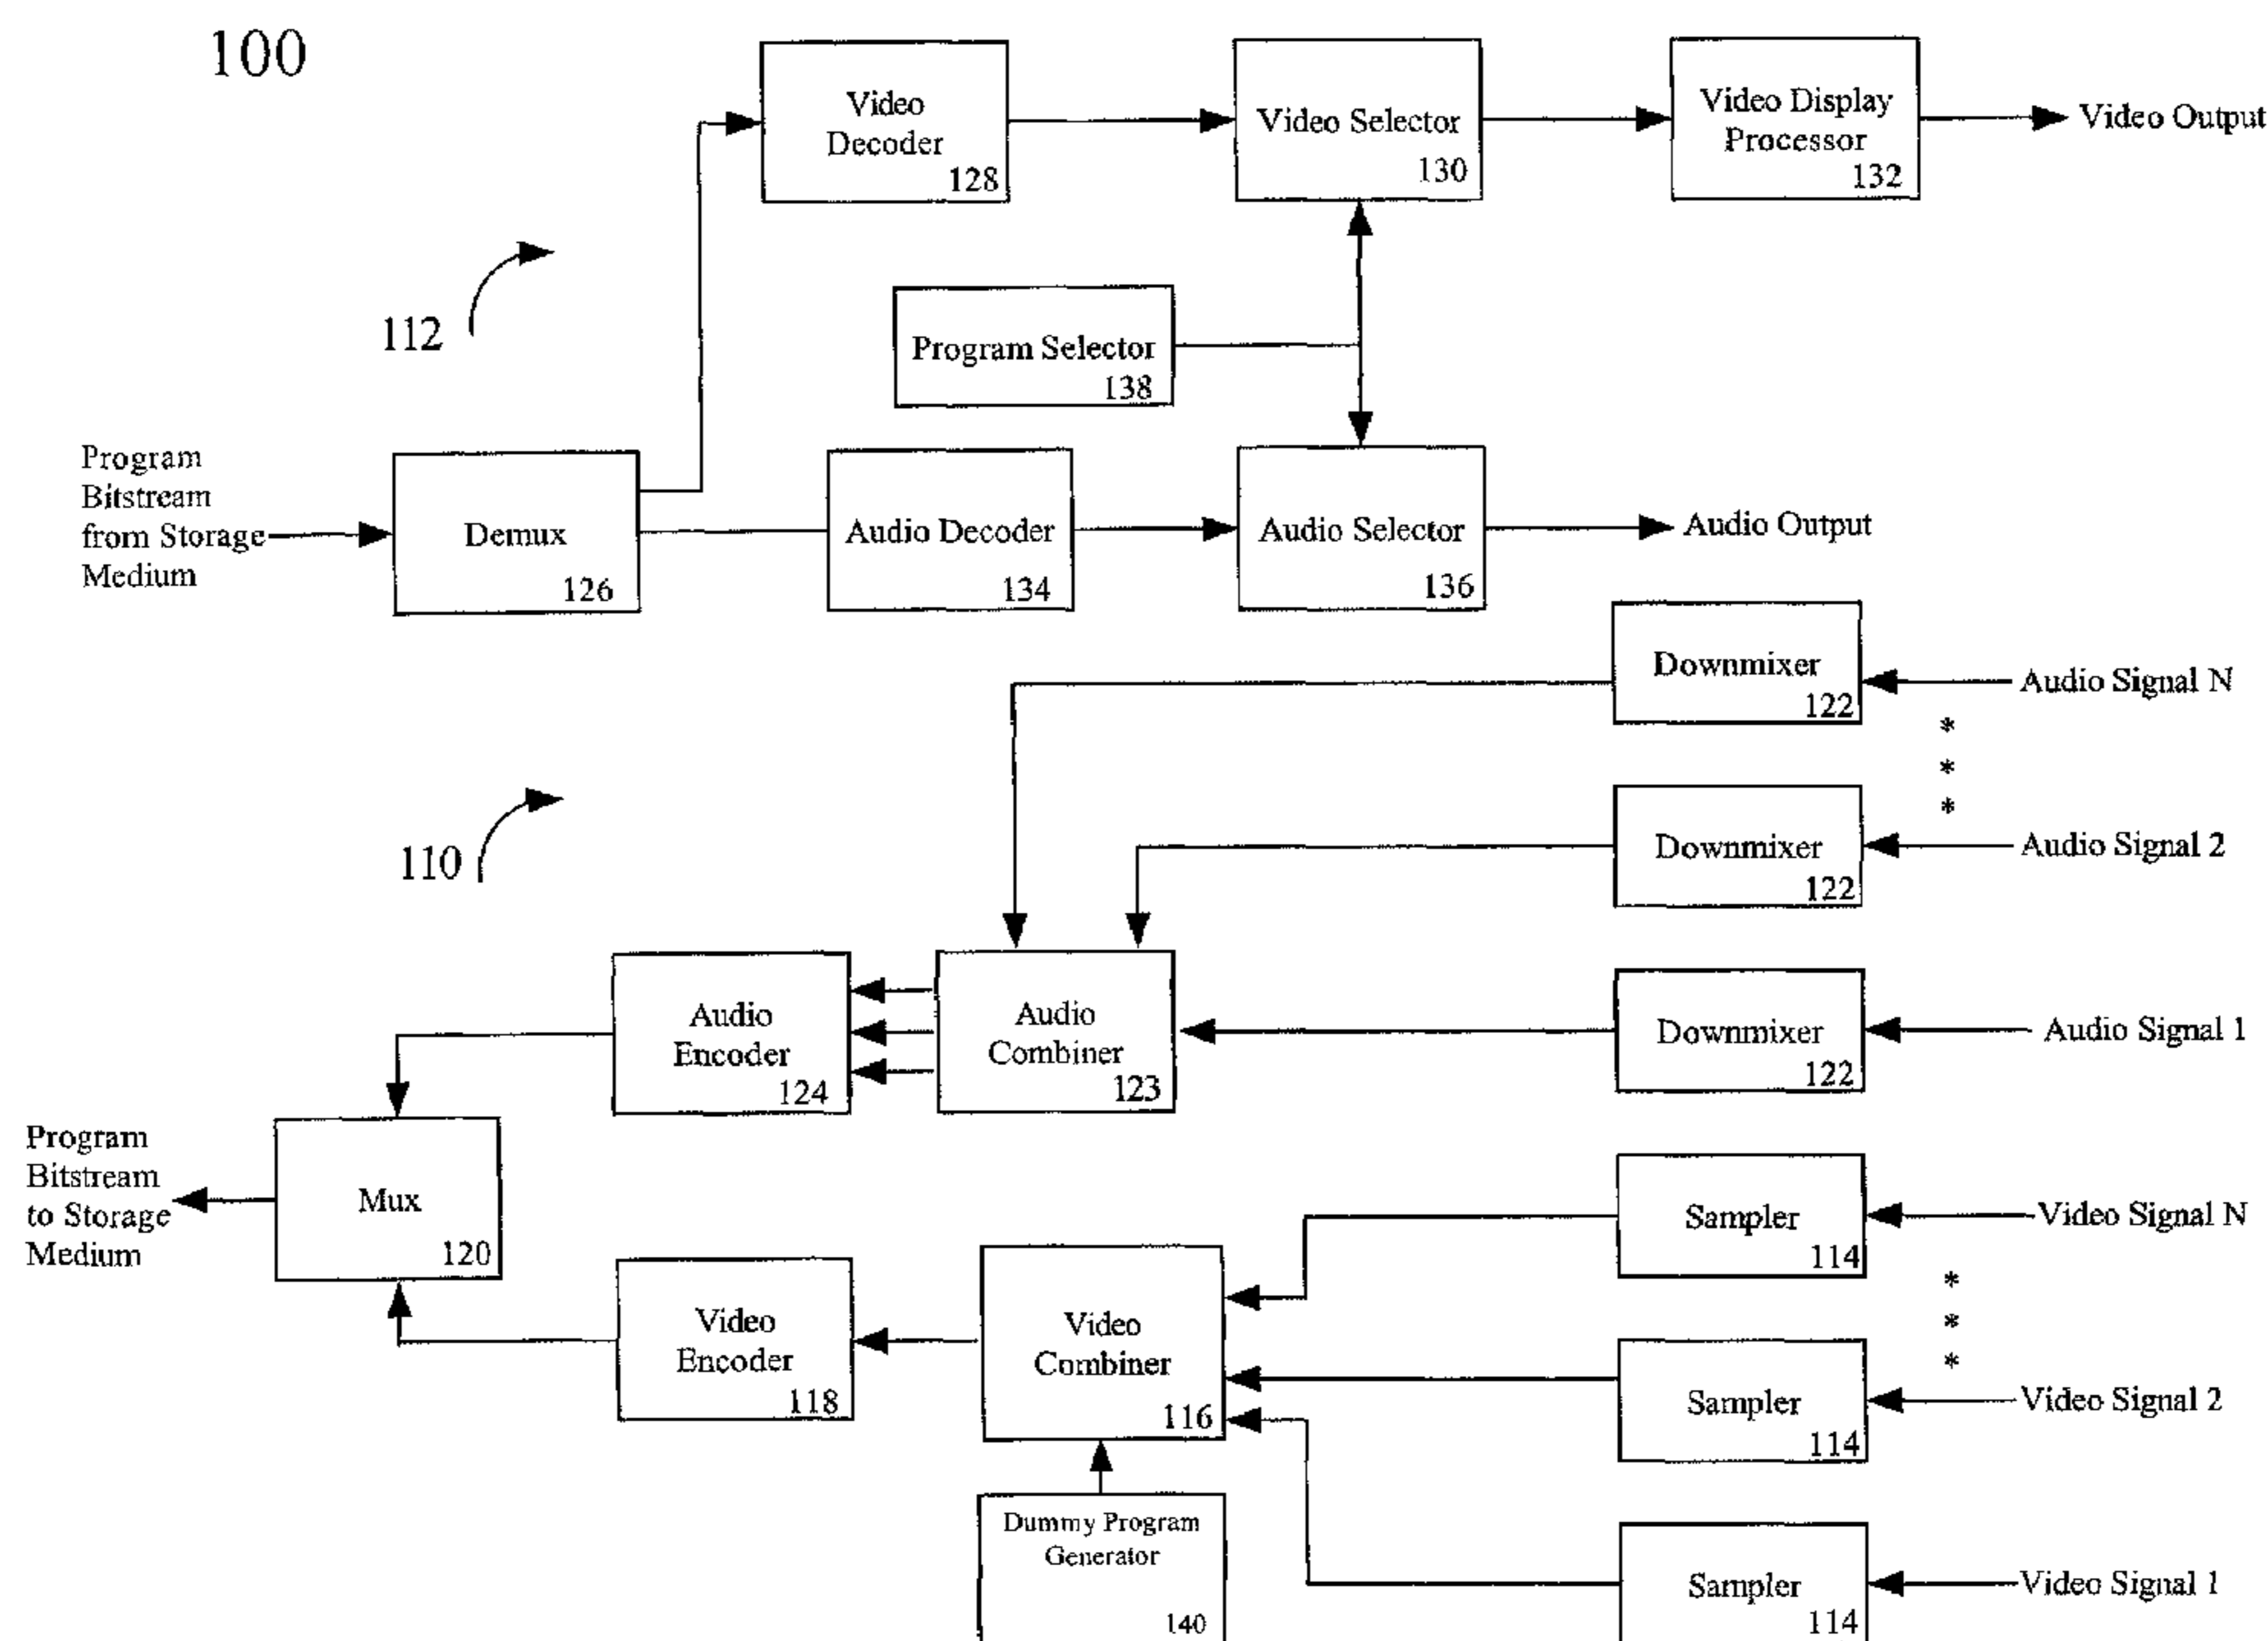 100
Video
Decoder
128
Video Selector
130
Video Display
Processor
132
Video Output
112
Program Selector
138
Program
Bitstream
from Storage
Medium
Demux
126
Audio Decoder
134
Audio Selector
136
Audio Output
Downmixer
122
Audio Signal N
*
*
*
110
Downmixer
122
Audio Signal 2
Audio
Encoder
124
Audio
Combiner
123
Downmixer
122
Audio Signal 1
Program
Bitstream
to Storage
Medium
Mux
120
Sampler
114
Video Signal N
*
*
*
Video
Encoder
118
Video
Combiner
116
Sampler
114
Video Signal 2
Dummy Program
Generator
140
Sampler
114
Video Signal 1